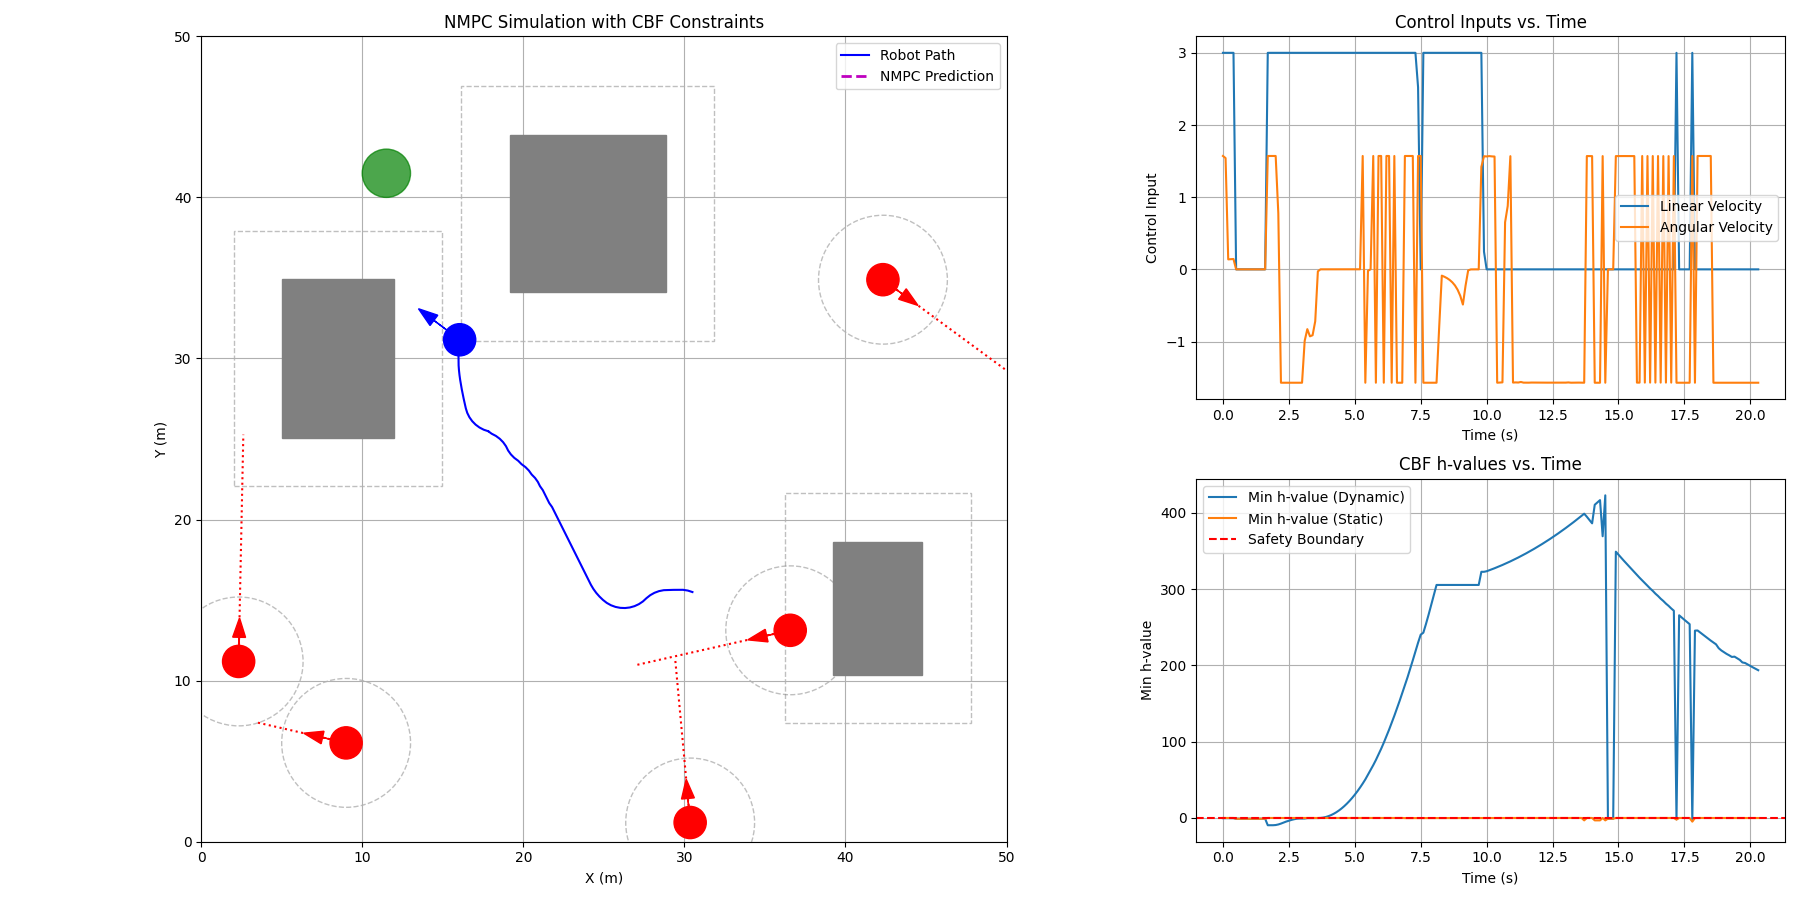 NMPC Simulation with CBF Constraints
Robot Path
NMPC Prediction
50
40
30
20
10
0
Y (m)
0 10 20 30 40 50
X (m)
Control Inputs vs. Time
3
2
1
0
−1
Control Input
Linear Velocity
Angular Velocity
0.0 2.5 5.0 7.5 10.0 12.5 15.0 17.5 20.0
Time (s)
CBF h-values vs. Time
Min h-value (Dynamic)
Min h-value (Static)
Safety Boundary
400
300
200
100
0
Min h-value
0.0 2.5 5.0 7.5 10.0 12.5 15.0 17.5 20.0
Time (s)